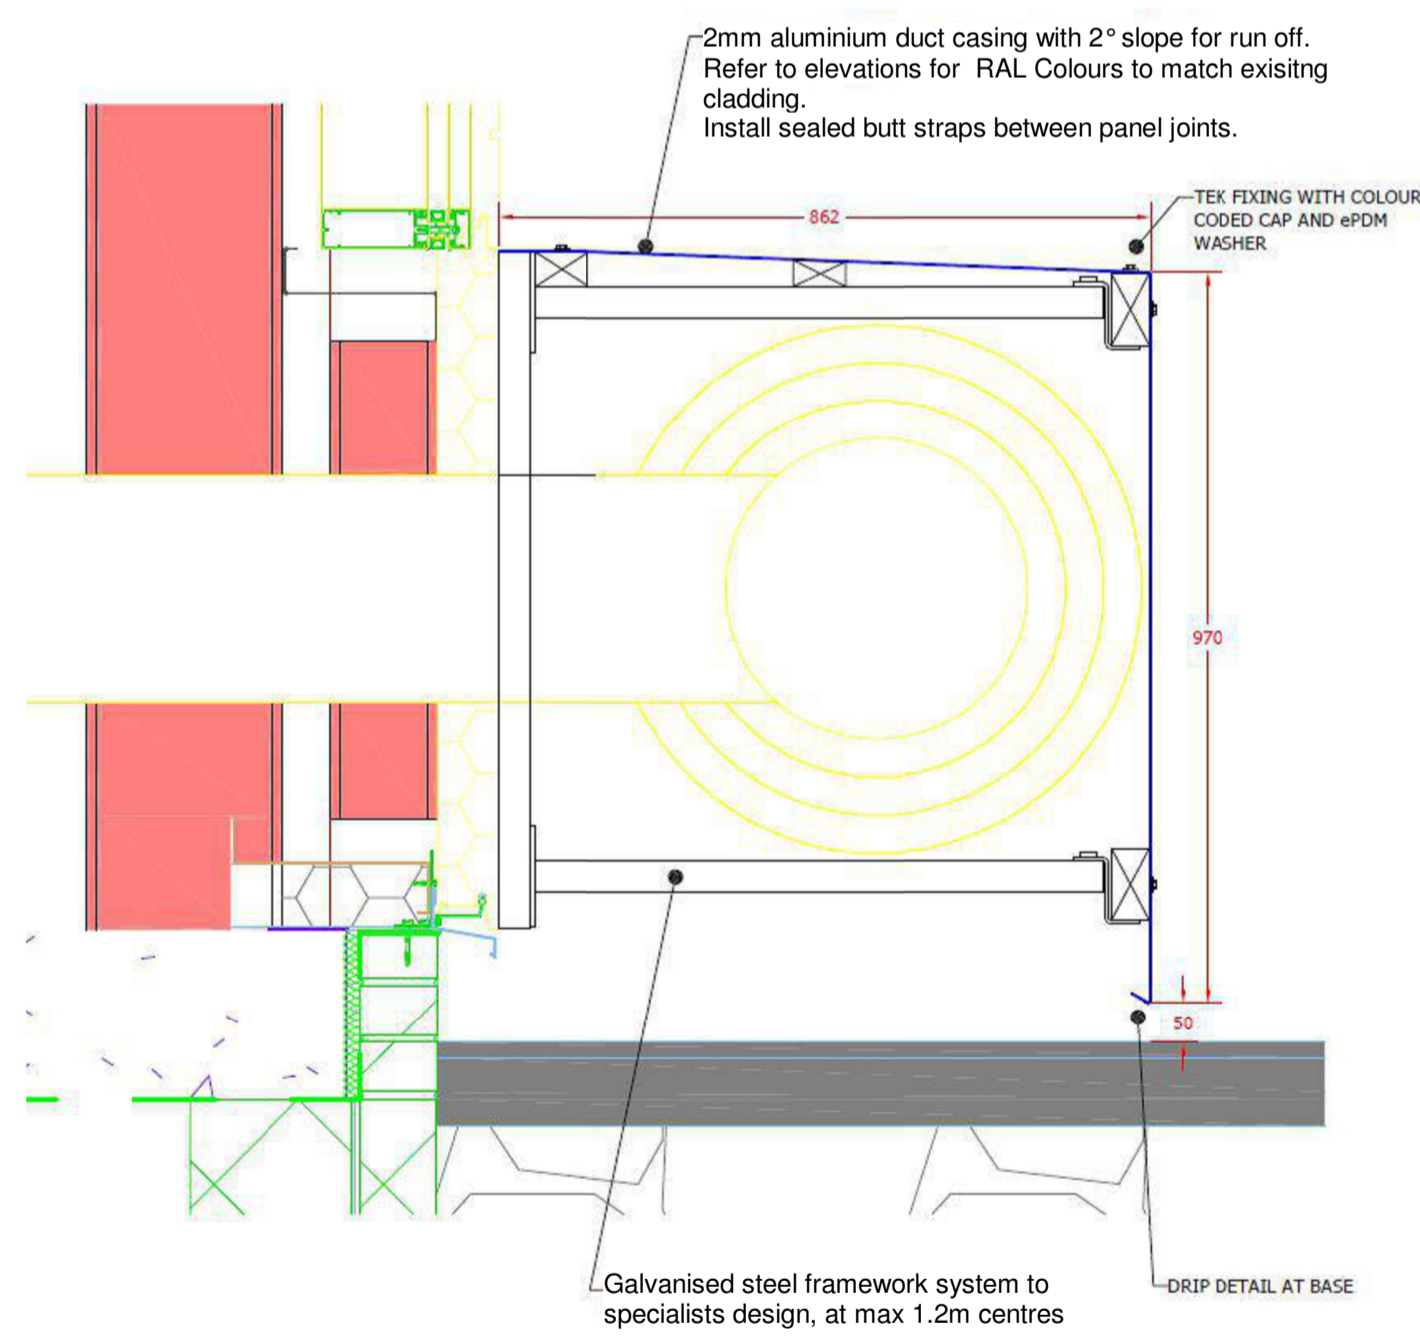 2mm aluminium duct casing with 2° slope for run off.
Refer to elevations for RAL Colours to match exisitng
cladding.
Install sealed butt straps between panel joints.
TEK FIXING WITH COLOUR
CODED CAP AND ePDM
WASHER
862
970
50
DRIP DETAIL AT BASE
Galvanised steel framework system to
specialists design, at max 1.2m centres